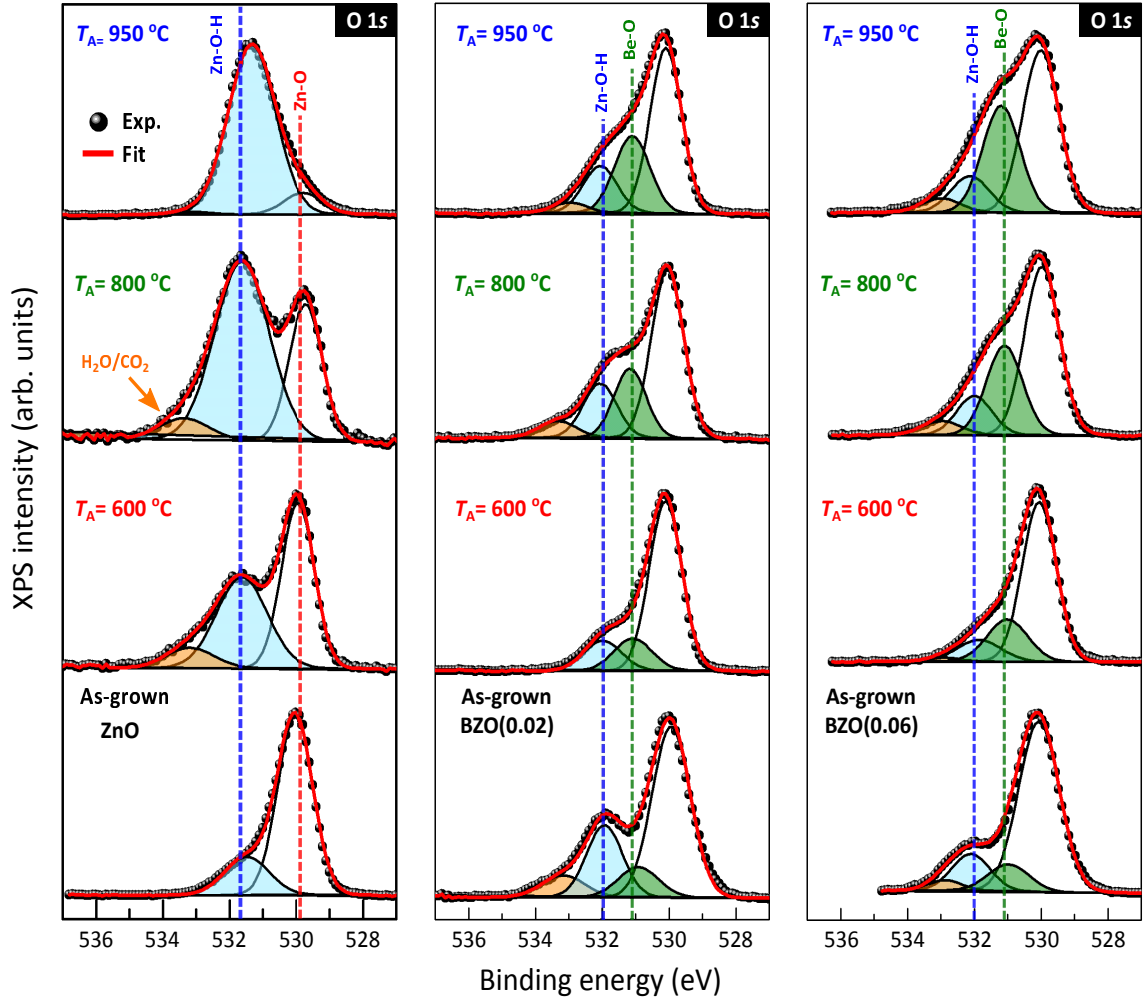 XPS intensity (arb. units)
O 1s
T_A= 950 °C
Zn-O-H
Zn-O
Exp.
Fit
T_A= 800 °C
H₂O/CO₂
T_A= 600 °C
As-grown
ZnO
536 534 532 530 528
O 1s
T_A= 950 °C
Zn-O-H
Be-O
T_A= 800 °C
T_A= 600 °C
As-grown
BZO(0.02)
536 534 532 530 528
O 1s
T_A= 950 °C
Zn-O-H
Be-O
T_A= 800 °C
T_A= 600 °C
As-grown
BZO(0.06)
536 534 532 530 528
Binding energy (eV)